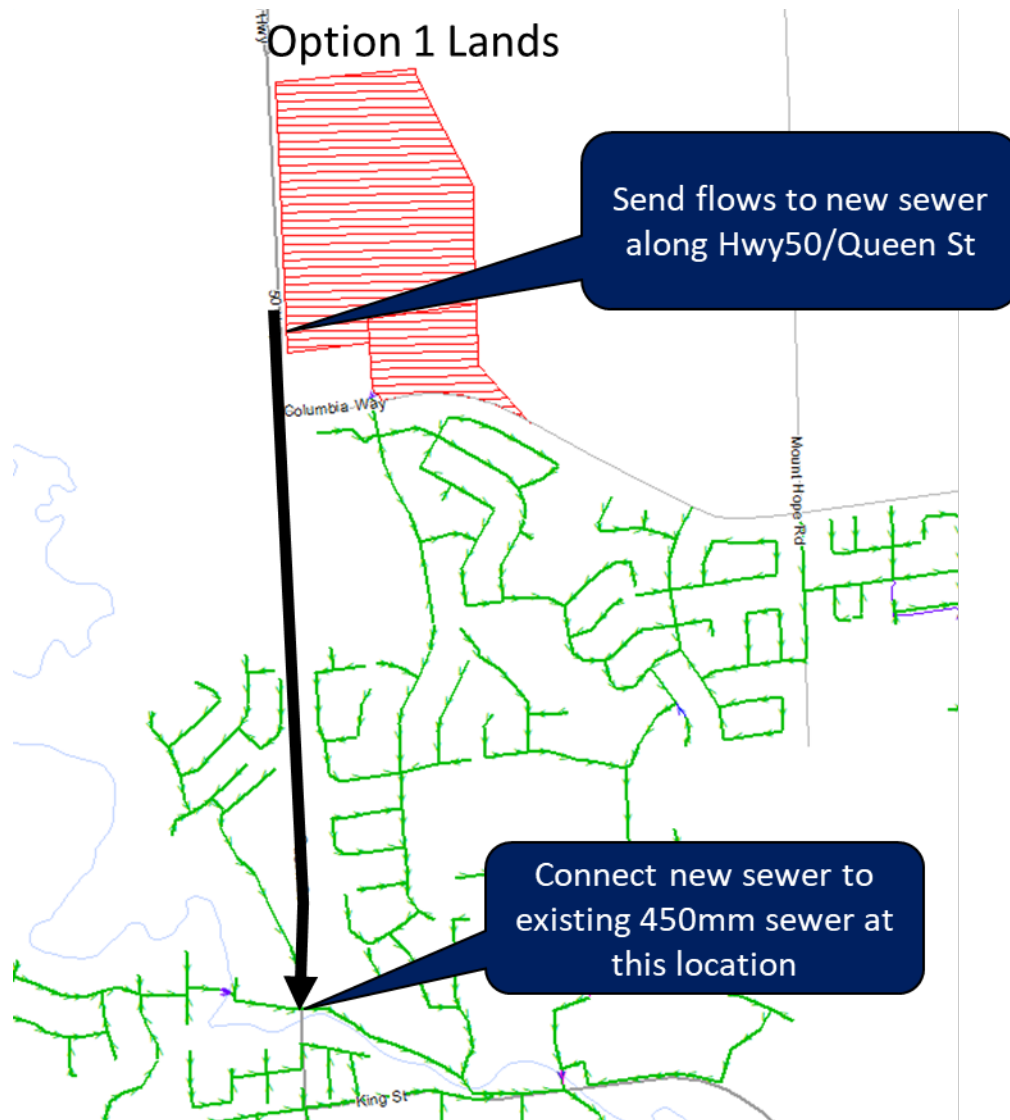 Hwy
Option 1 Lands
Send flows to new sewer
along Hwy50/Queen St
50
Columbia Way
Mount Hope Rd
Connect new sewer to
existing 450mm sewer at
this location
King St